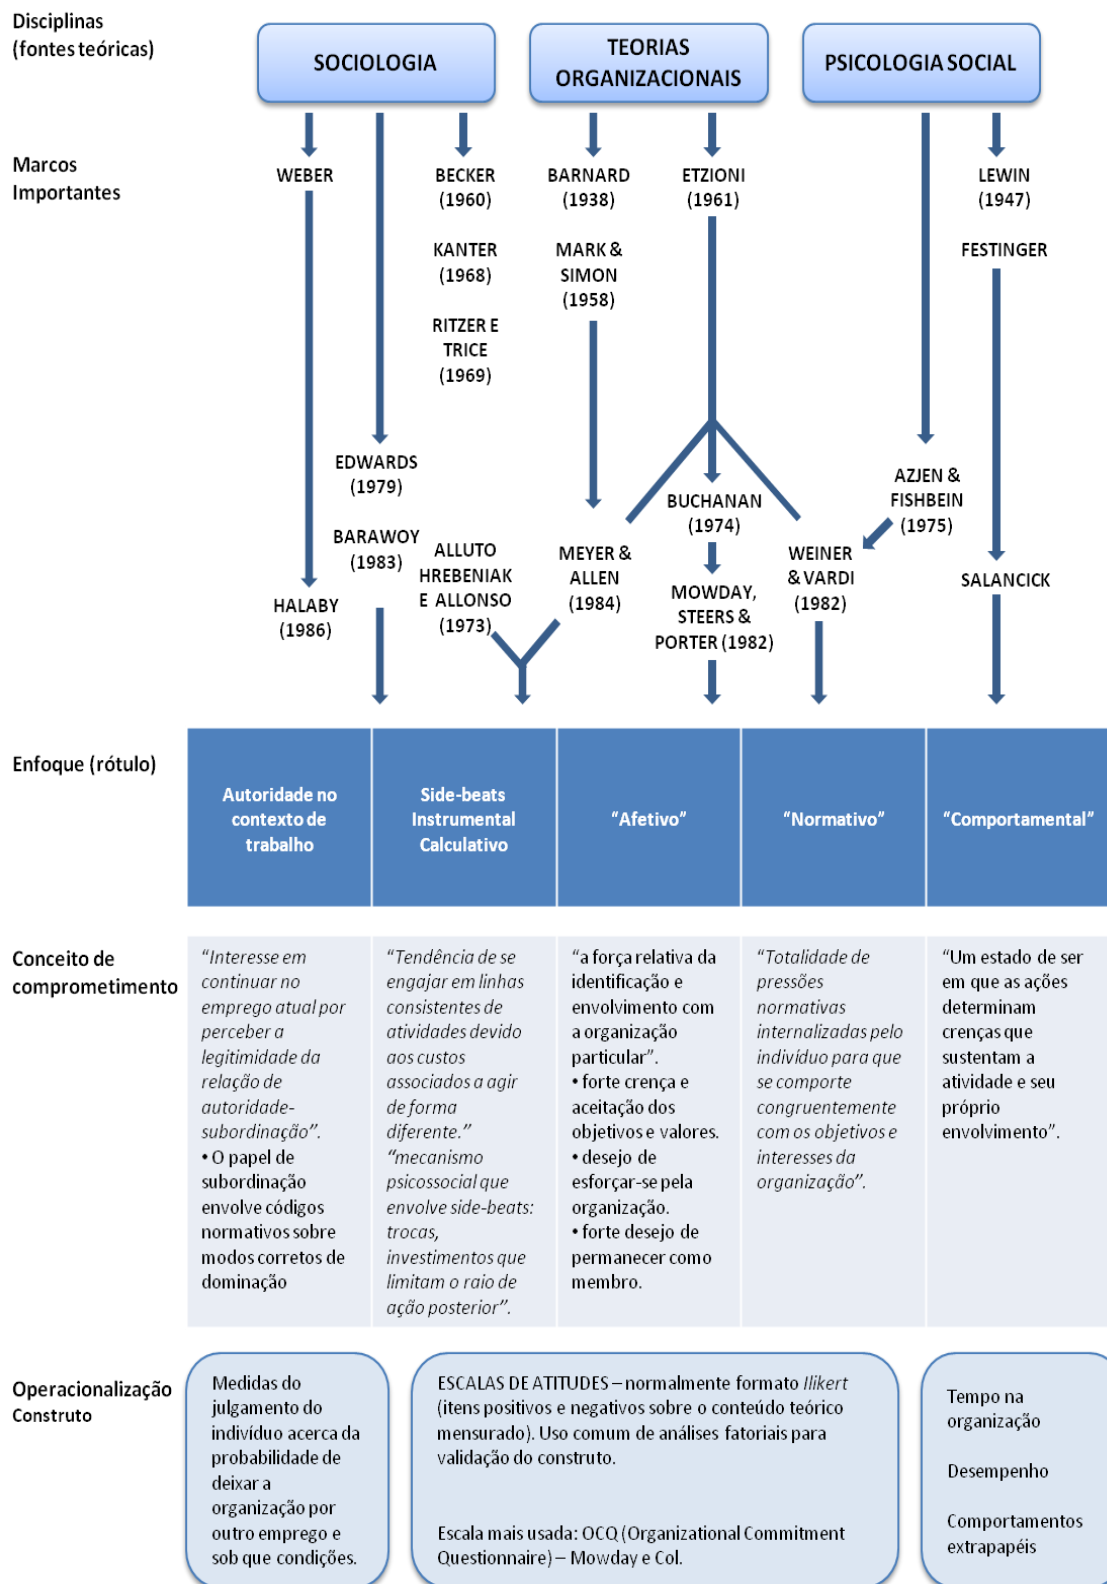 Disciplinas
(fontes teóricas)
SOCIOLOGIA
TEORIAS
ORGANIZACIONAIS
PSICOLOGIA SOCIAL
Marcos
Importantes
WEBER
BECKER
(1960)
BARNARD
(1938)
ETZIONI
(1961)
LEWIN
(1947)
KANTER
(1968)
MARK &
SIMON
(1958)
FESTINGER
RITZER E
TRICE
(1969)
EDWARDS
(1979)
BUCHANAN
(1974)
AZJEN &
FISHBEIN
(1975)
BARAWOY
(1983)
ALLUTO
HREBENIAK
E ALLONSO
(1973)
MEYER &
ALLEN
(1984)
WEINER
& VARDI
(1982)
HALABY
(1986)
MOWDAY,
STEERS &
PORTER (1982)
SALANCICK
Enfoque (rótulo)
Autoridade no
contexto de
trabalho
Side-beats
Instrumental
Calculativo
“Afetivo”
“Normativo”
“Comportamental”
Conceito de
comprometimento
“Interesse em
continuar no
emprego atual por
perceber a
legitimidade da
relação de
autoridade-
subordinação”.
• O papel de
subordinação
envolve códigos
normativos sobre
modos corretos de
dominação
“Tendência de se
engajar em linhas
consistentes de
atividades devido
aos custos
associados a agir
de forma
diferente.”
“mecanismo
psicossocial que
envolve side-beats:
trocas,
investimentos que
limitam o raio de
ação posterior”.
“a força relativa da
identificação e
envolvimento com
a organização
particular”.
• forte crença e
aceitação dos
objetivos e valores.
• desejo de
esforçar-se pela
organização.
• forte desejo de
permanecer como
membro.
“Totalidade de
pressões
normativas
internalizadas pelo
indivíduo para que
se comporte
congruentemente
com os objetivos e
interesses da
organização”.
“Um estado de ser
em que as ações
determinam
crenças que
sustentam a
atividade e seu
próprio
envolvimento”.
Operacionalização
Construto
Medidas do
julgamento do
indivíduo acerca da
probabilidade de
deixar a
organização por
outro emprego e
sob que condições.
ESCALAS DE ATITUDES – normalmente formato Ilikert
(itens positivos e negativos sobre o conteúdo teórico
mensurado). Uso comum de análises fatoriais para
validação do construto.
Escala mais usada: OCQ (Organizational Commitment
Questionnaire) – Mowday e Col.
Tempo na
organização
Desempenho
Comportamentos
extrapapéis